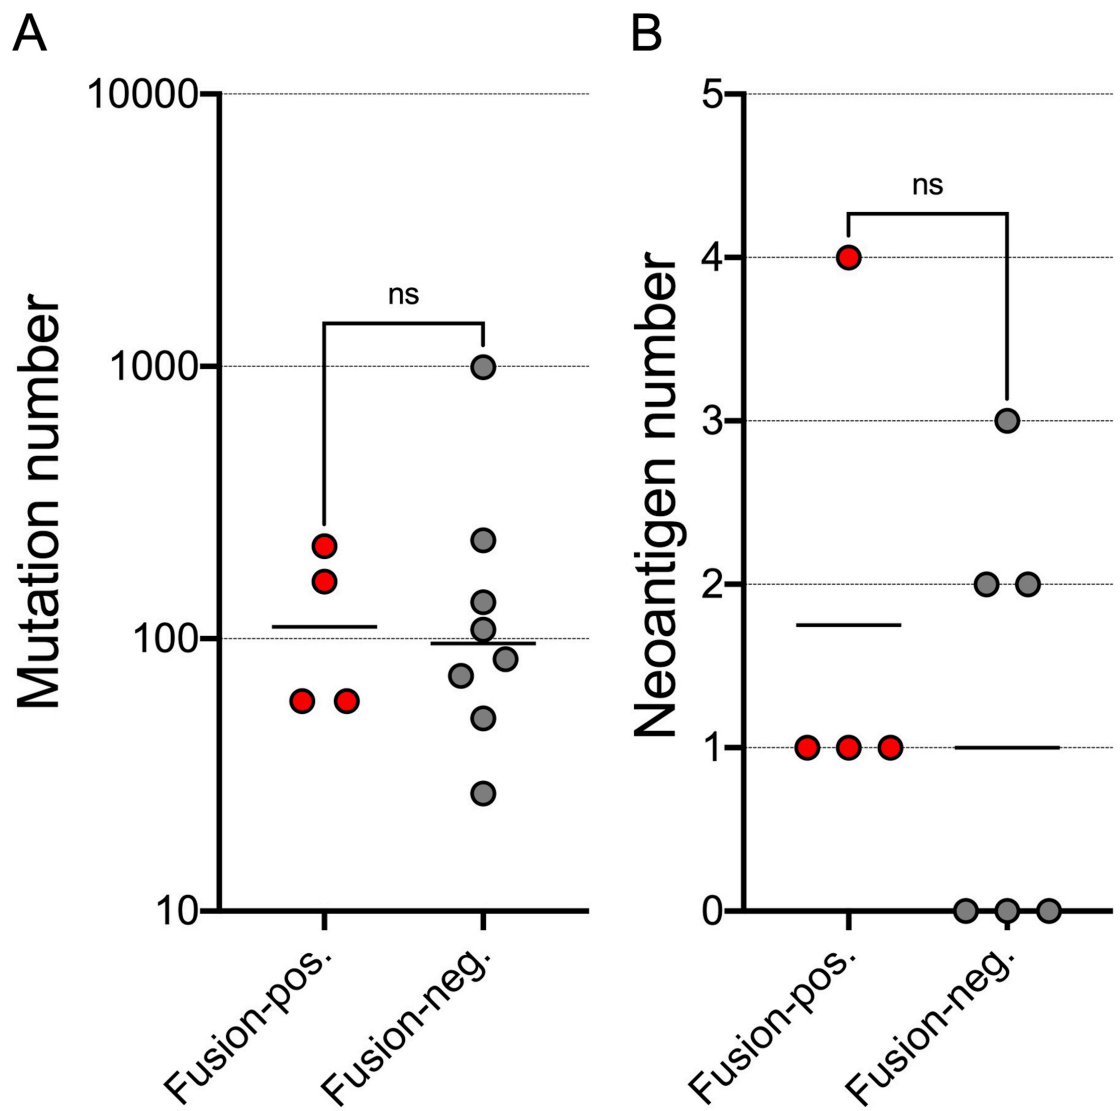 A
Mutation number
10000
1000
100
10
ns
Fusion-pos.
Fusion-neg.
B
Neoantigen number
5
4
3
2
1
0
ns
Fusion-pos.
Fusion-neg.